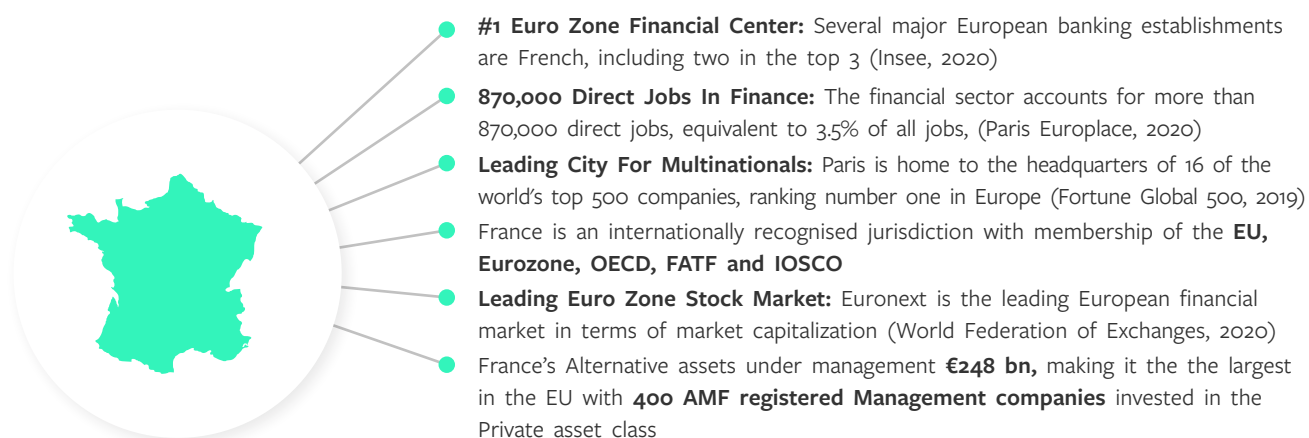 #1 Euro Zone Financial Center: Several major European banking establishments
are French, including two in the top 3 (Insee, 2020)
870,000 Direct Jobs In Finance: The financial sector accounts for more than
870,000 direct jobs, equivalent to 3.5% of all jobs, (Paris Europlace, 2020)
Leading City For Multinationals: Paris is home to the headquarters of 16 of the
world's top 500 companies, ranking number one in Europe (Fortune Global 500, 2019)
France is an internationally recognised jurisdiction with membership of the EU,
Eurozone, OECD, FATF and IOSCO
Leading Euro Zone Stock Market: Euronext is the leading European financial
market in terms of market capitalization (World Federation of Exchanges, 2020)
France’s Alternative assets under management €248 bn, making it the the largest
in the EU with 400 AMF registered Management companies invested in the
Private asset class